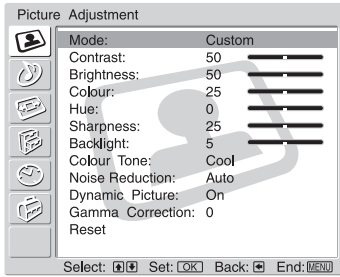 Picture Adjustment
Mode: Custom
Contrast: 50
Brightness: 50
Colour: 25
Hue: 0
Sharpness: 25
Backlight: 5
Colour Tone: Cool
Noise Reduction: Auto
Dynamic Picture: On
Gamma Correction: 0
Reset
Select: Set: OK Back: End: MENU